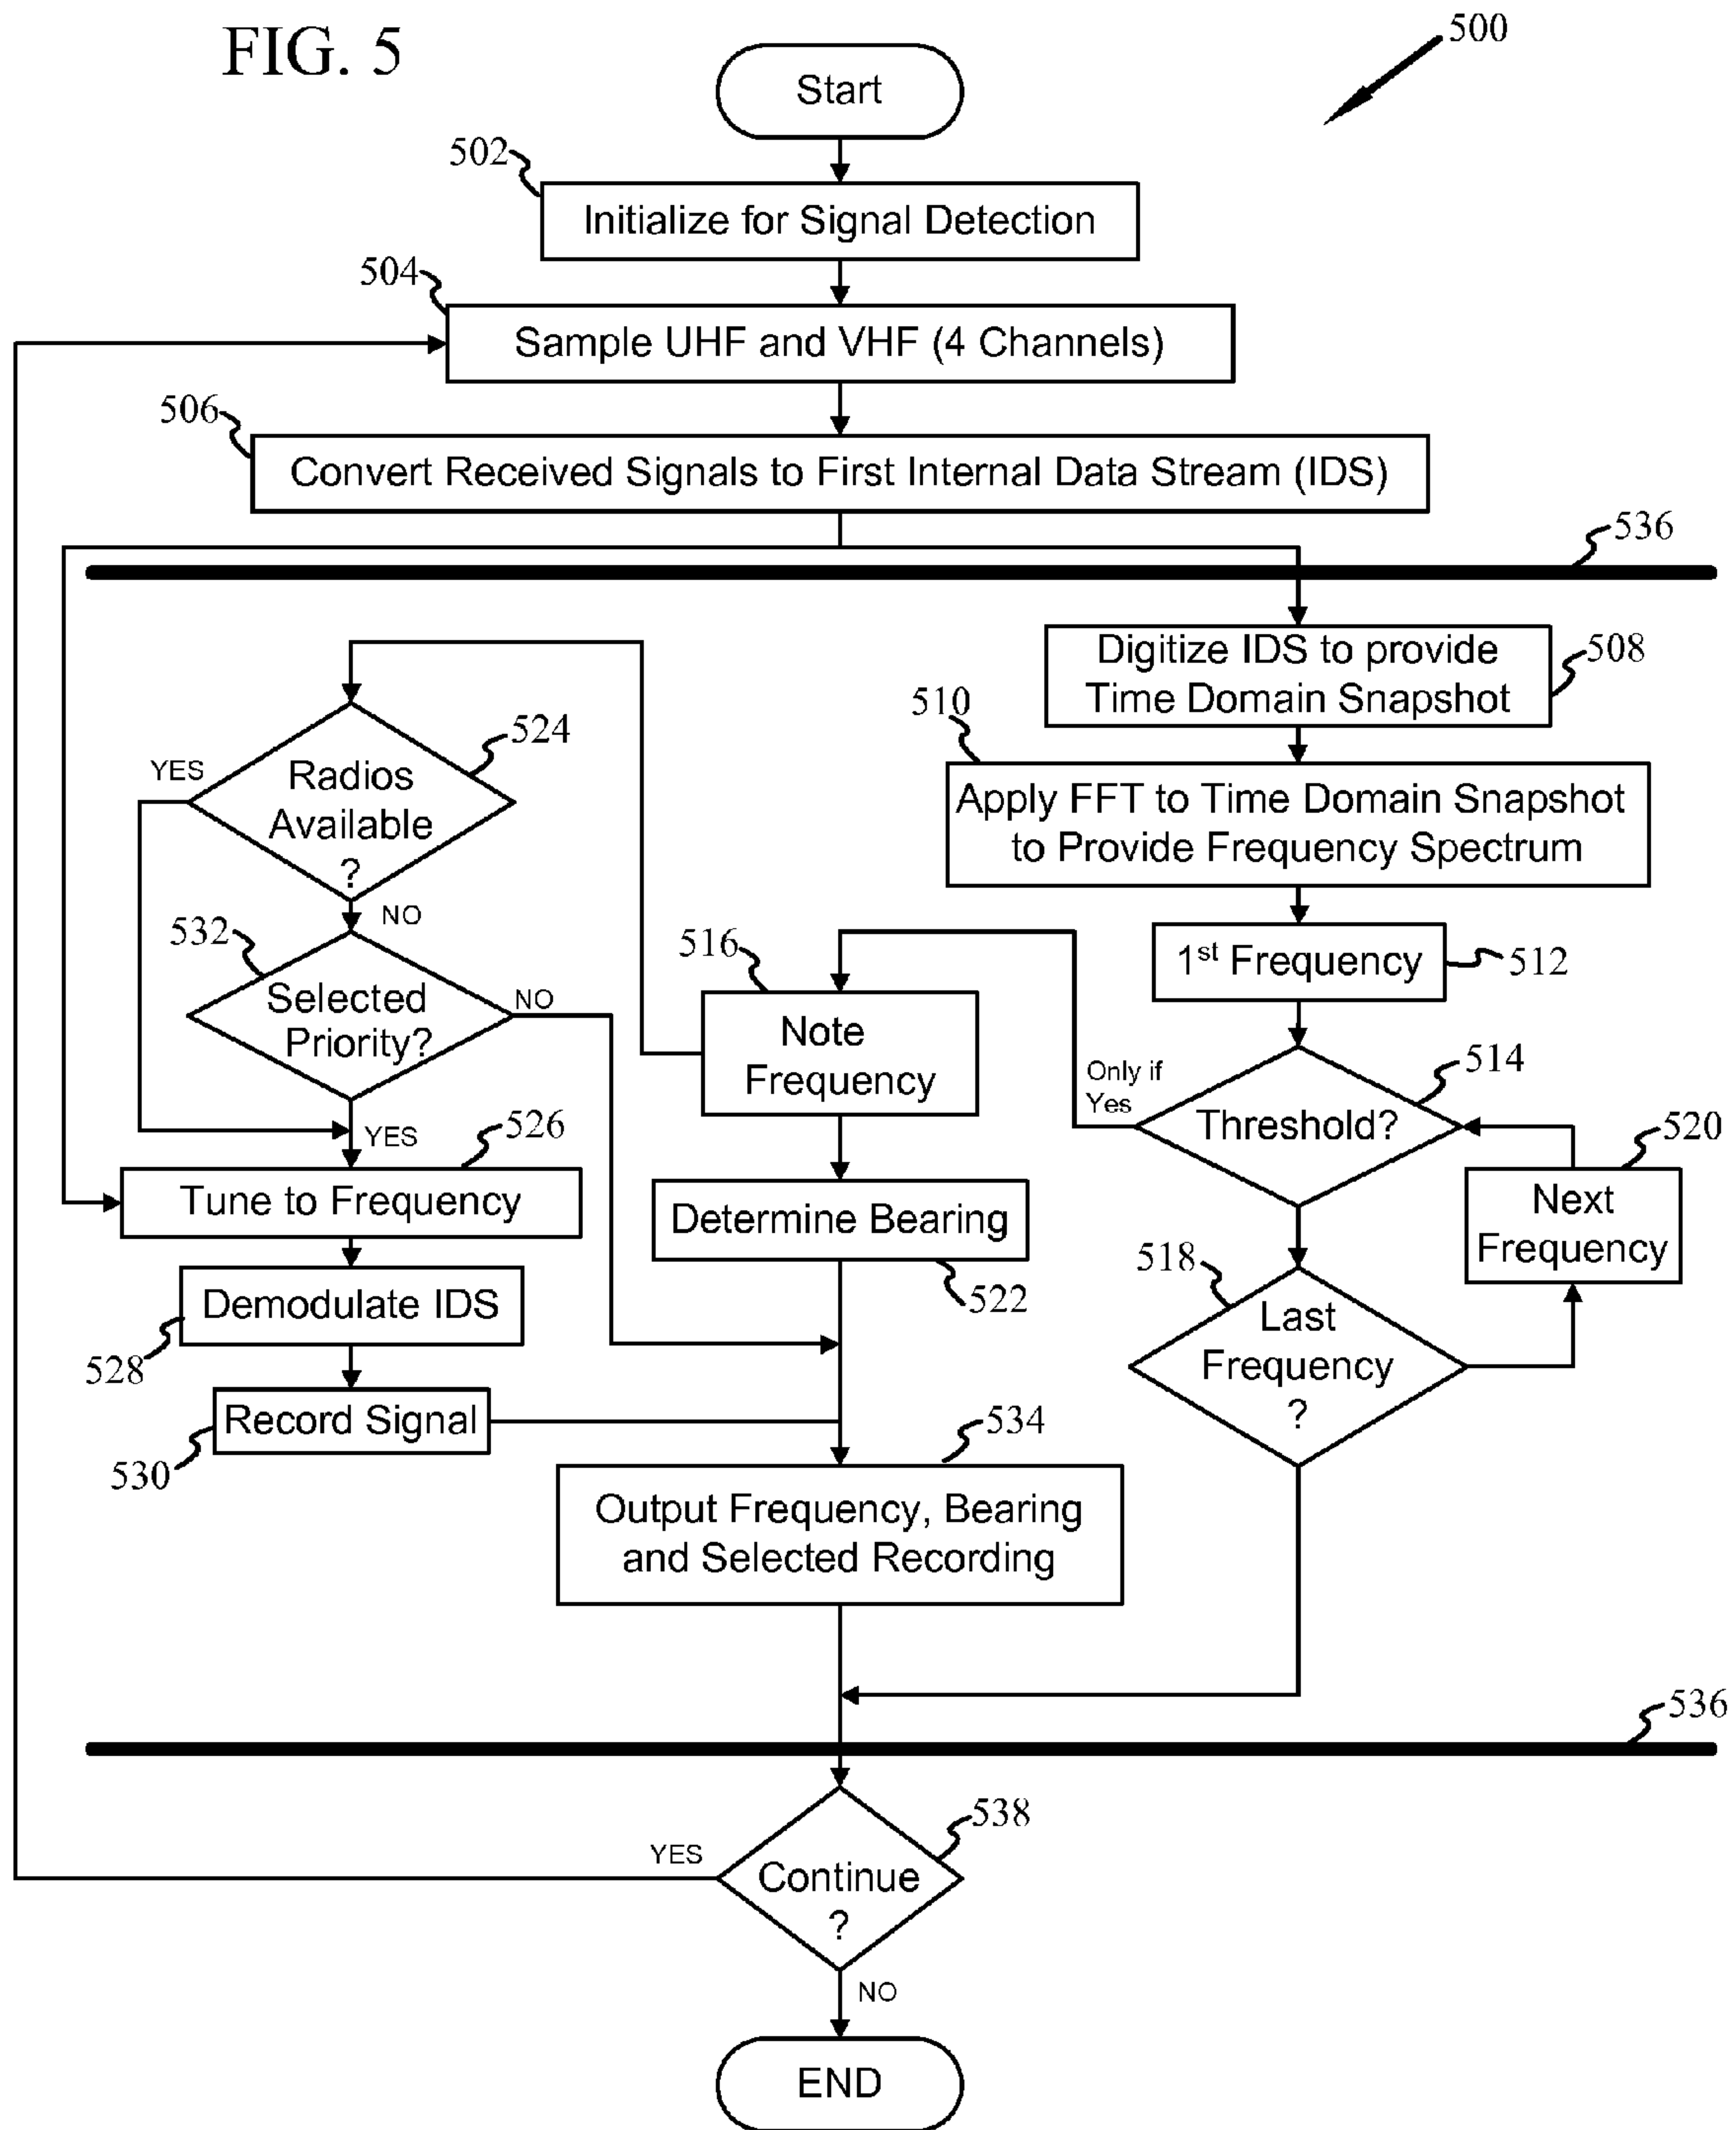 FIG. 5
500
Start
502
Initialize for Signal Detection
504
Sample UHF and VHF (4 Channels)
506
Convert Received Signals to First Internal Data Stream (IDS)
536
Digitize IDS to provide
Time Domain Snapshot
508
510
Apply FFT to Time Domain Snapshot
to Provide Frequency Spectrum
524
YES
Radios
Available
?
NO
532
Selected
Priority?
NO
YES
516
Note
Frequency
1st Frequency
512
Only if
Yes
514
Threshold?
520
Next
Frequency
526
Tune to Frequency
Determine Bearing
522
518
Last
Frequency
?
Demodulate IDS
528
Record Signal
530
534
Output Frequency, Bearing
and Selected Recording
536
538
YES
Continue
?
NO
END